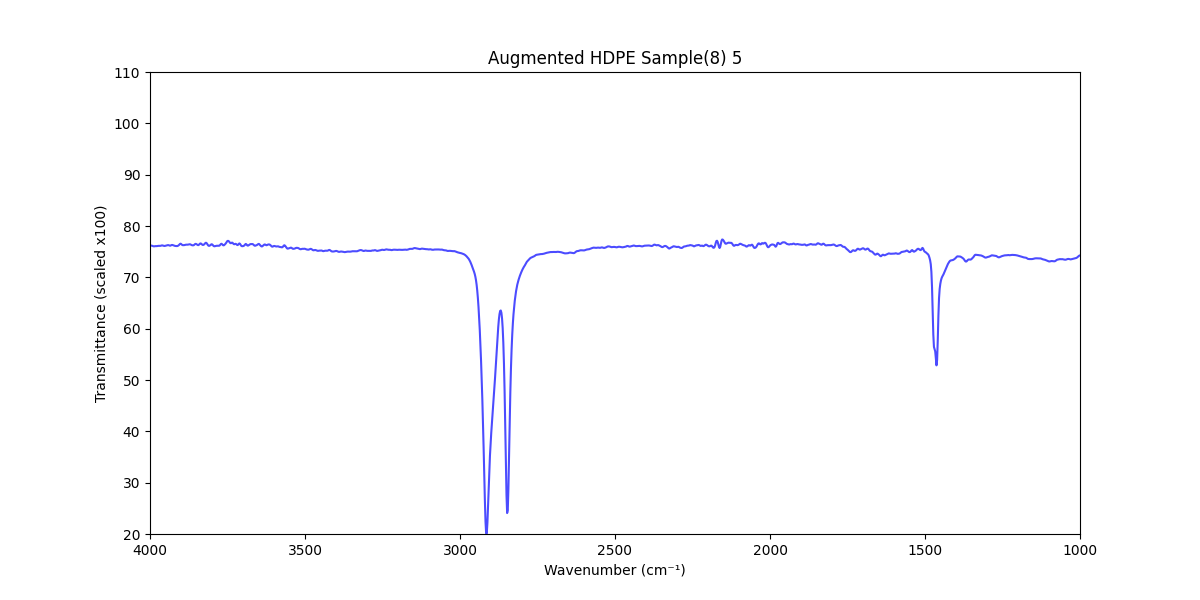 Augmented HDPE Sample(8) 5
110
100
90
80
70
60
50
40
30
20
Transmittance (scaled x100)
4000 3500 3000 2500 2000 1500 1000
Wavenumber (cm⁻¹)